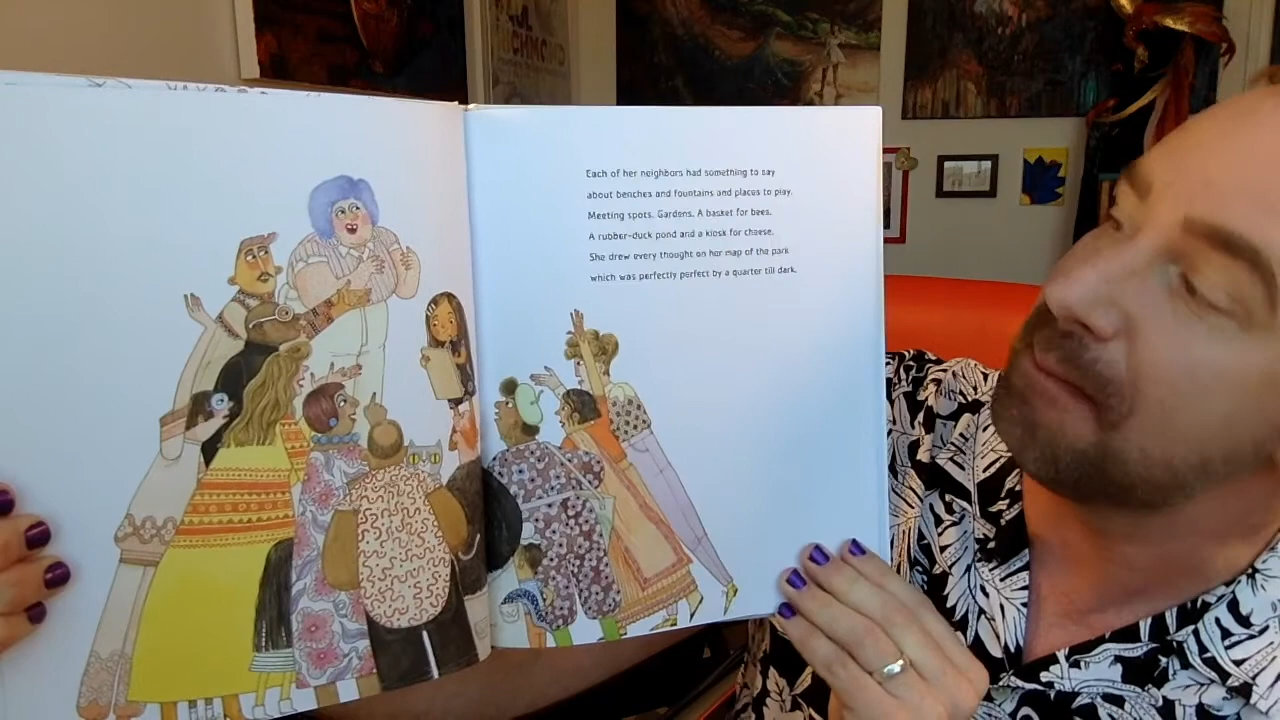 RICHMOND
Each of her neighbors had something to say
about benches and fountains and places to play.
Meeting spots. Gardens. A basket for bees.
A rubber-duck pond and a kiosk for cheese.
She drew every thought on her map of the park
which was perfectly perfect by a quarter till dark.